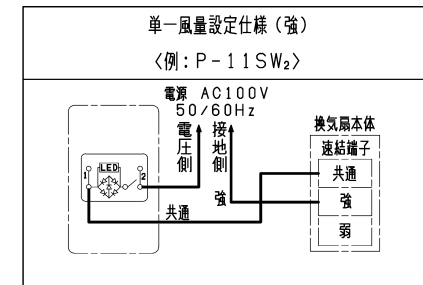 単一風量設定仕様（強）
〈例：P－11SW₂〉
電源 AC100V
50/60Hz
電圧側
接地側
換気扇本体
速結端子
LED
1
2
共通
強
弱
強
共通